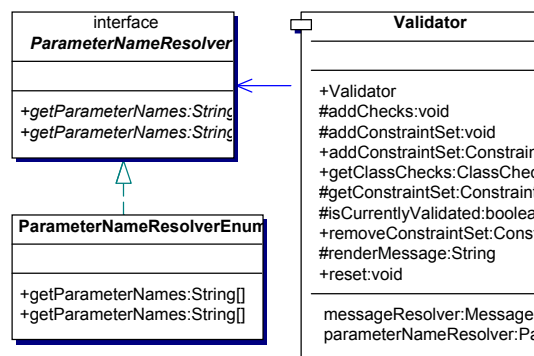 interface
ParameterNameResolver
+getParameterNames:String
+getParameterNames:String
ParameterNameResolverEnum
+getParameterNames:String[]
+getParameterNames:String[]
Validator
+Validator
#addChecks:void
#addConstraintSet:void
+addConstraintSet:Constrain
+getClassChecks:ClassChec
#getConstraintSet:Constraint
#isCurrentlyValidated:boolea
+removeConstraintSet:Cons
#renderMessage:String
+reset:void
messageResolver:Message
parameterNameResolver:Pa